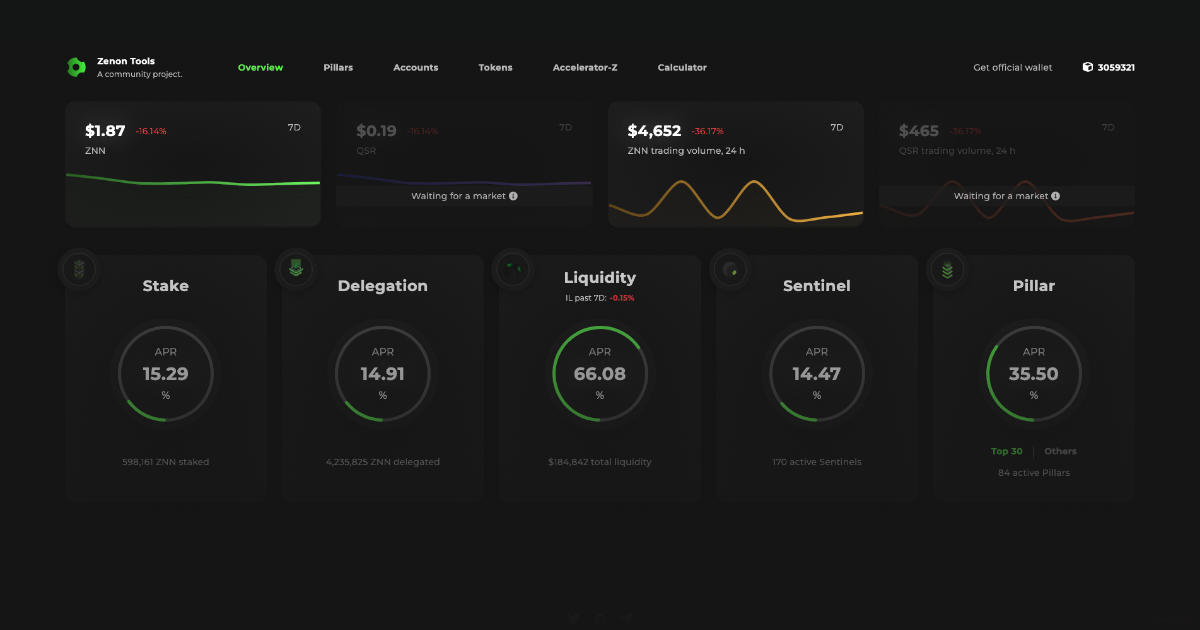 Zenon Tools
A community project.
Overview
Pillars
Accounts
Tokens
Accelerator-Z
Calculator
Get official wallet
3059321
$1.87 -16.14% 7D
ZNN
$0.19 -16.14% 7D
QSR
Waiting for a market
$4,652 -36.17% 7D
ZNN trading volume, 24 h
$465 -36.17% 7D
QSR trading volume, 24 h
Waiting for a market
Stake
APR
15.29
%
598,161 ZNN staked
Delegation
APR
14.91
%
4,235,825 ZNN delegated
Liquidity
IL past 7D: -0.15%
APR
66.08
%
$184,842 total liquidity
Sentinel
APR
14.47
%
170 active Sentinels
Pillar
APR
35.50
%
Top 30 | Others
84 active Pillars